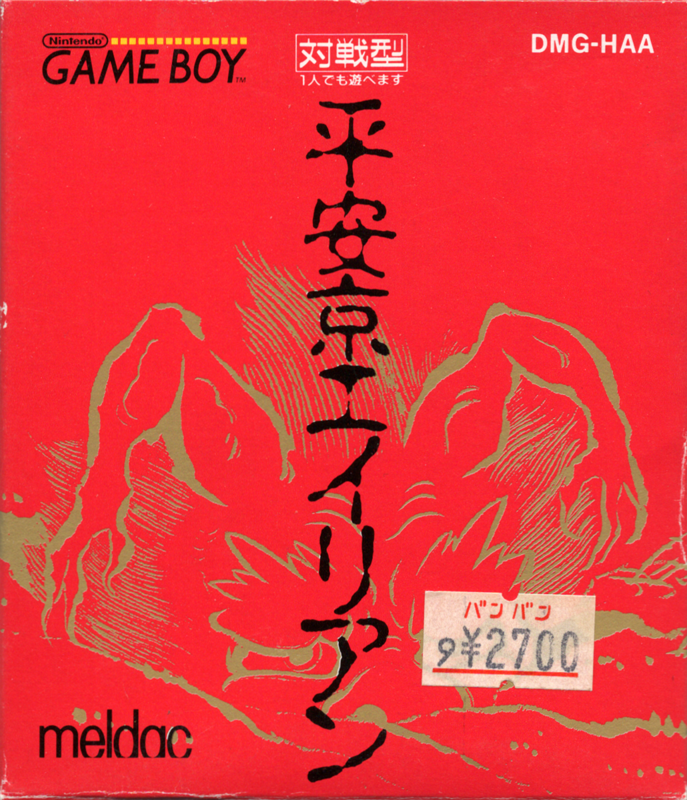 Nintendo
GAME BOY
TM
対戦型
1人でも遊べます
DMG-HAA
平安京エイリアン
バンバン
9¥2700
meldac